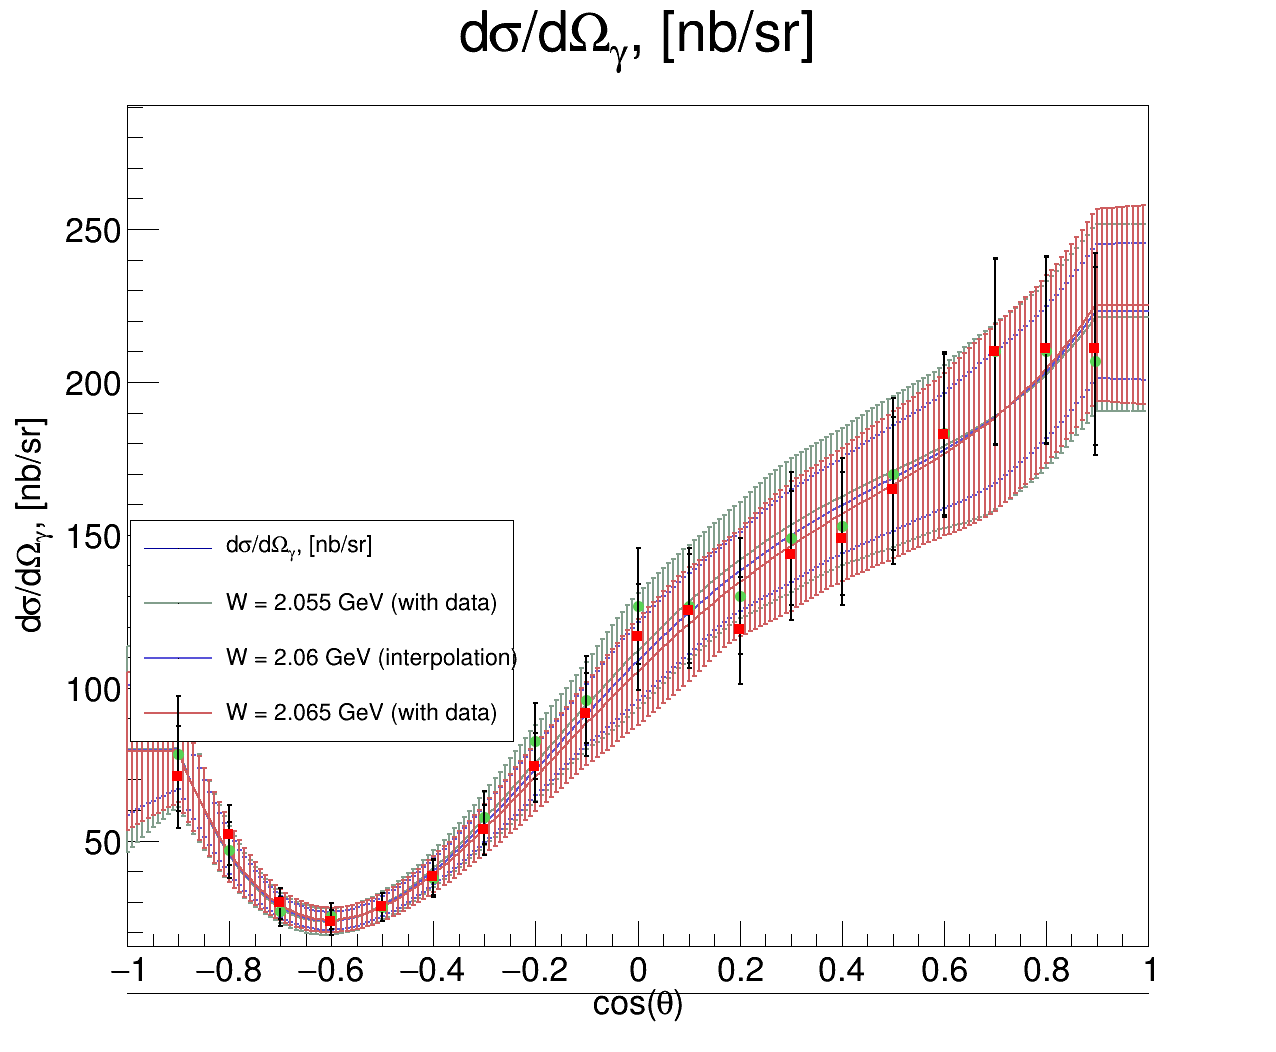 dσ/dΩγ, [nb/sr]
dσ/dΩγ, [nb/sr]
250
200
150
100
50
dσ/dΩγ, [nb/sr]
W = 2.055 GeV (with data)
W = 2.06 GeV (interpolation)
W = 2.065 GeV (with data)
−1 −0.8 −0.6 −0.4 −0.2 0 0.2 0.4 0.6 0.8 1
cos(θ)